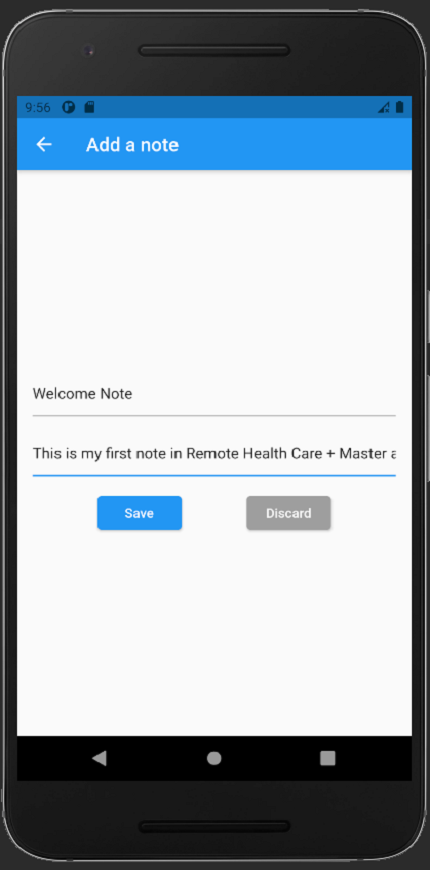 9:56
Add a note
Welcome Note
This is my first note in Remote Health Care + Master
Save
Discard